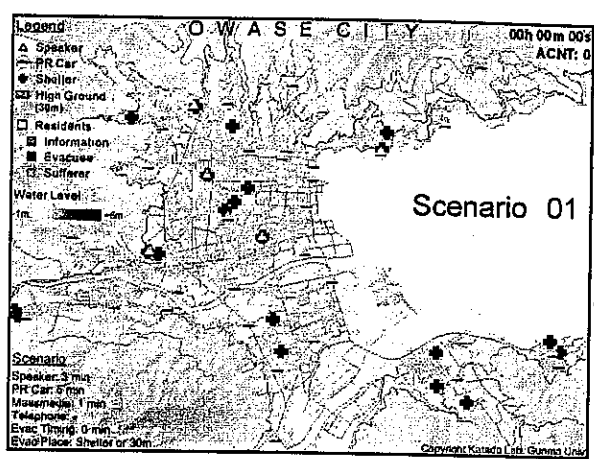 OWASE CITY
00h 00m 00s
ACNT: 0
Legend
Speaker
PR Car
Shelter
High Ground
(30m)
Residents
Information
Evacuee
Sufferer
Water Level
1m
6m
Scenario 01
Scenario
Speaker: 3 min
PR Car: 5 min
Massmedia: 1 min
Telephone:
Evac Timing: 0 min
Evac Place: Shelter or 30m
Copyright Katada Lab. Gunma Univ